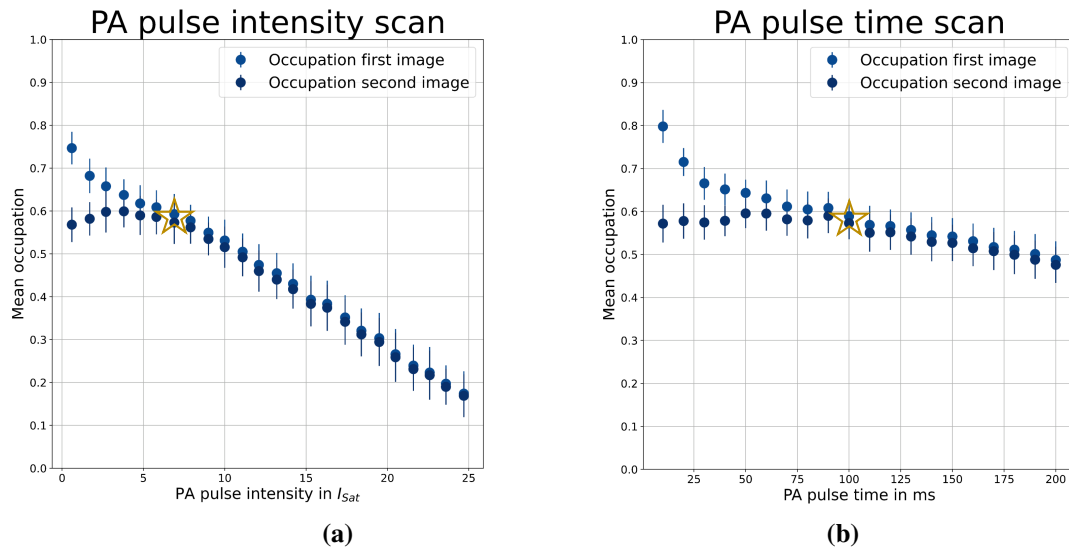 PA pulse intensity scan
1.0
0.9
0.8
0.7
0.6
0.5
0.4
0.3
0.2
0.1
0.0
Mean occupation
Occupation first image
Occupation second image
0 5 10 15 20 25
PA pulse intensity in I_Sat
(a)
PA pulse time scan
1.0
0.9
0.8
0.7
0.6
0.5
0.4
0.3
0.2
0.1
0.0
Mean occupation
Occupation first image
Occupation second image
25 50 75 100 125 150 175 200
PA pulse time in ms
(b)